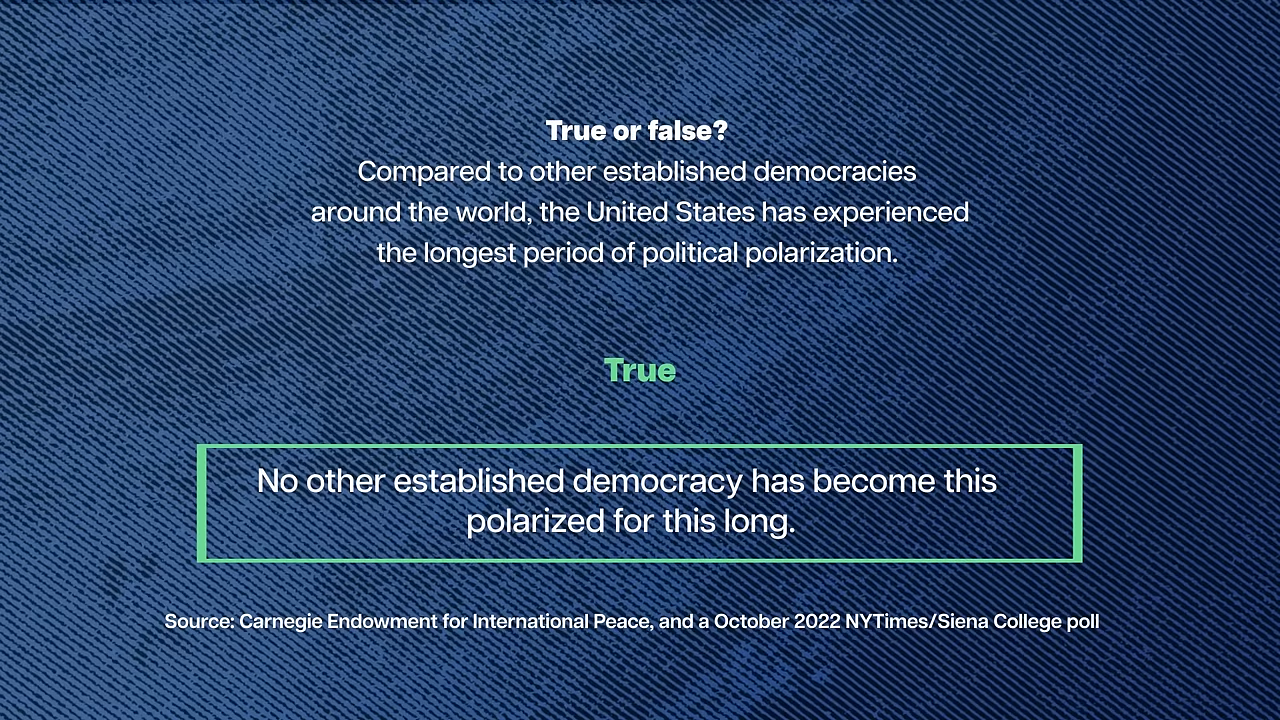 True or false?
Compared to other established democracies
around the world, the United States has experienced
the longest period of political polarization.
True
No other established democracy has become this
polarized for this long.
Source: Carnegie Endowment for International Peace, and a October 2022 NYTimes/Siena College poll